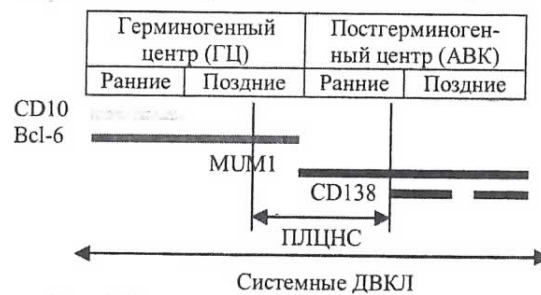 Герминогенный Постгерминоген-
центр (ГЦ) ный центр (АВК)
Ранние Поздние Ранние Поздние
CD10
Bcl-6
MUM1
CD138
ПЛЦНС
Системные ДВКЛ